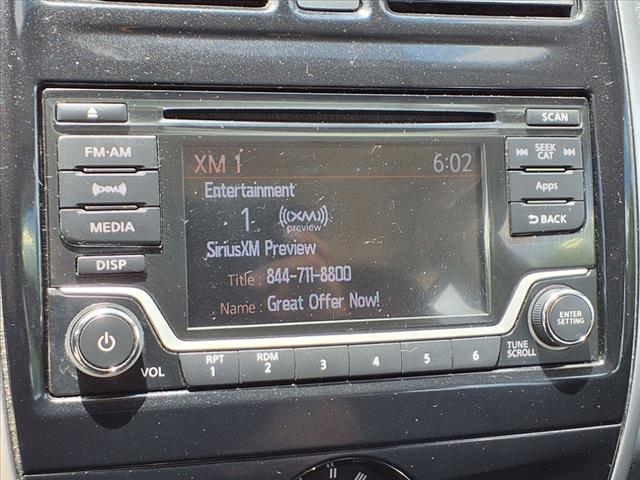 SCAN
FM·AM
XM 1 6:02
SEEK
CAT
Entertainment
(XM)
1 ((XM)) preview
Apps
MEDIA
SiriusXM Preview
BACK
DISP
Title : 844-711-8800
Name : Great Offer Now!
ENTER
SETTING
VOL
RPT
1
RDM
2
3
4
5
6
TUNE
SCROLL